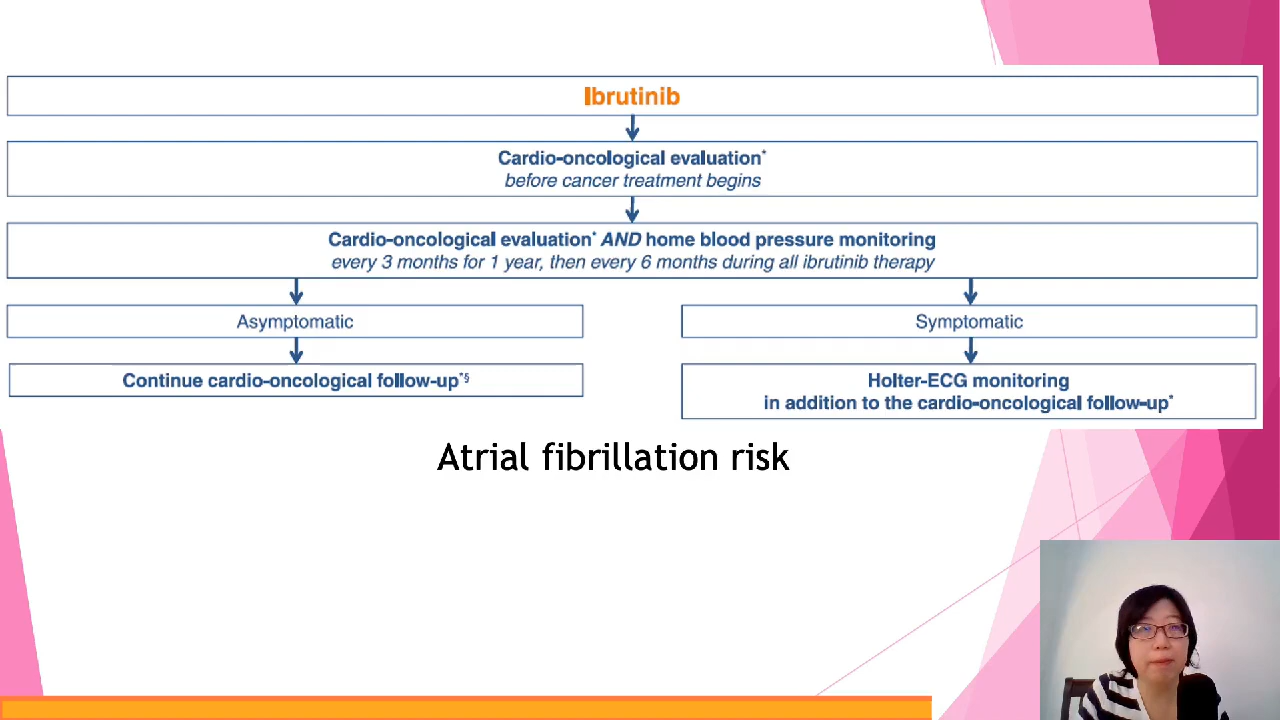 Ibrutinib
Cardio-oncological evaluation*
before cancer treatment begins
Cardio-oncological evaluation* AND home blood pressure monitoring
every 3 months for 1 year, then every 6 months during all ibrutinib therapy
Asymptomatic
Symptomatic
Continue cardio-oncological follow-up*§
Holter-ECG monitoring
in addition to the cardio-oncological follow-up*
Atrial fibrillation risk